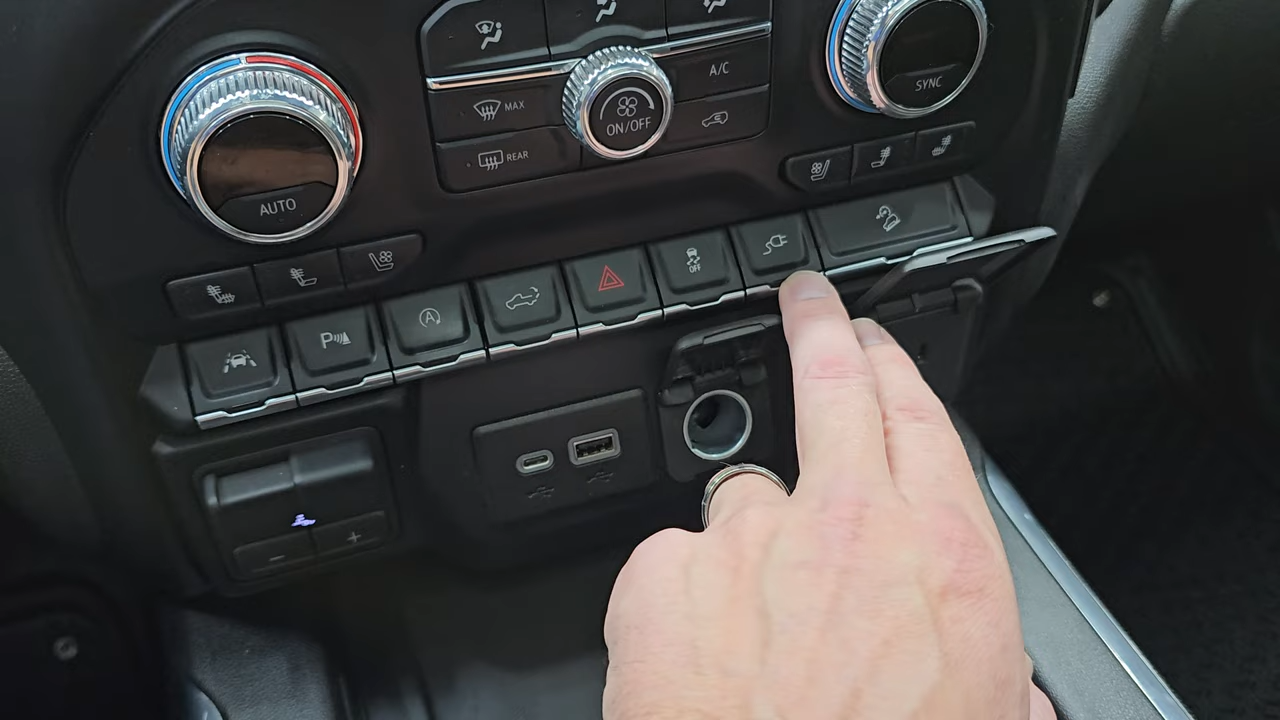 A/C
SYNC
MAX
ON/OFF
REAR
AUTO
OFF
P
A
- +